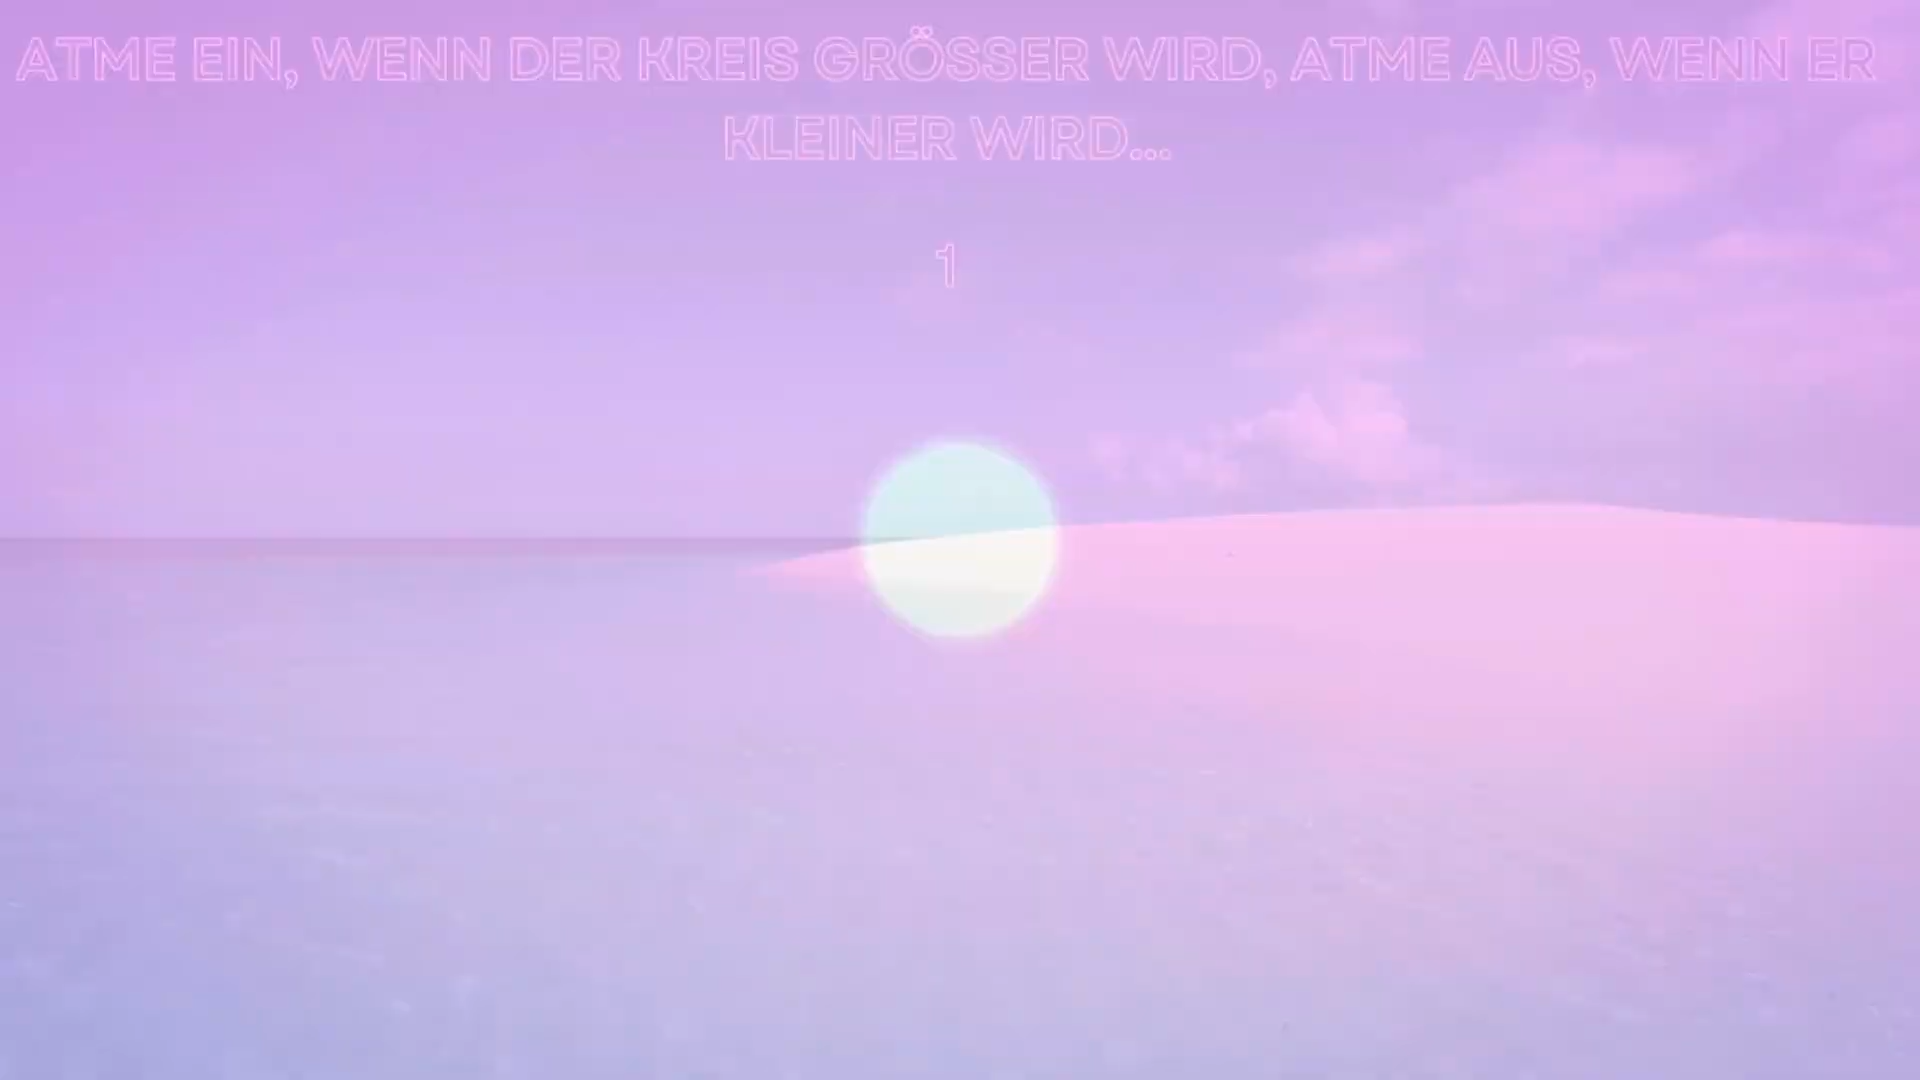 ATME EIN, WENN DER KREIS GRÖSSER WIRD, ATME AUS, WENN ER
KLEINER WIRD...
1